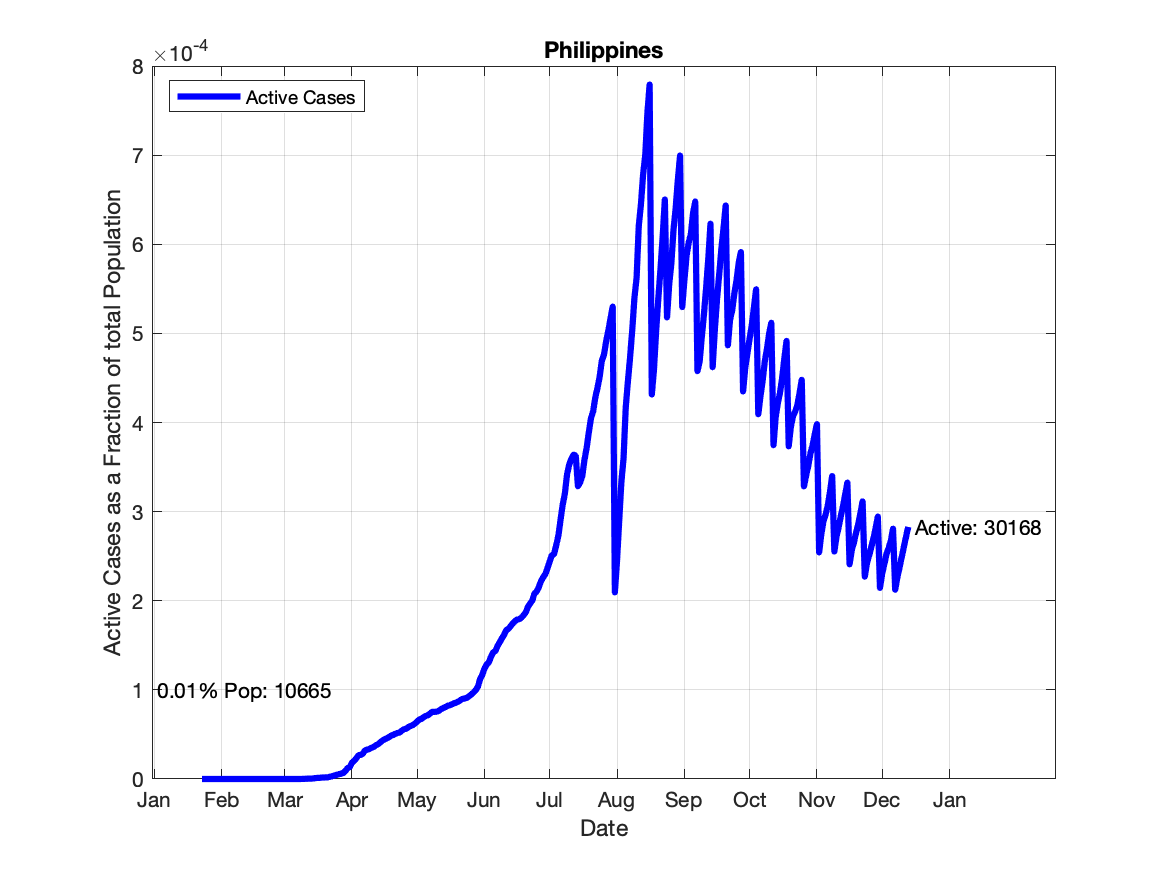 Philippines
×10-4
Active Cases
8
7
6
5
4
3
2
1
0
Active Cases as a Fraction of total Population
0.01% Pop: 10665
Active: 30168
Jan Feb Mar Apr May Jun Jul Aug Sep Oct Nov Dec Jan
Date